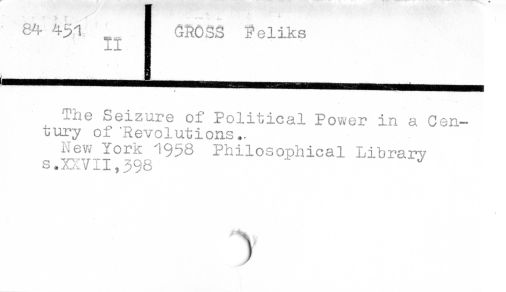 84 451
II
GROSS Feliks
The Seizure of Political Power in a Cen-
tury of Revolutions.
New York 1958 Philosophical Library
s.XXVII,398